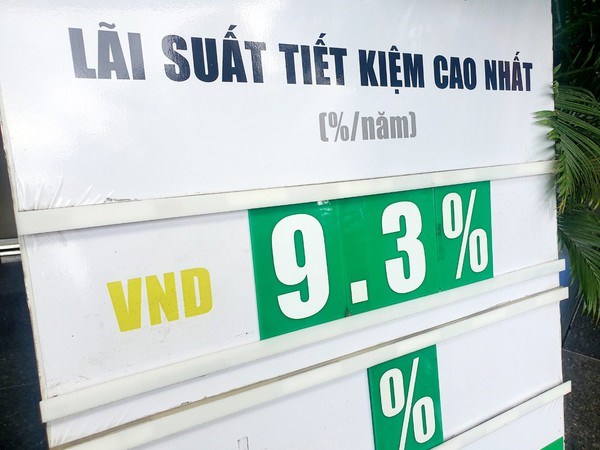 LÃI SUẤT TIẾT KIỆM CAO NHẤT
(%/năm)
VND 9.3%
%